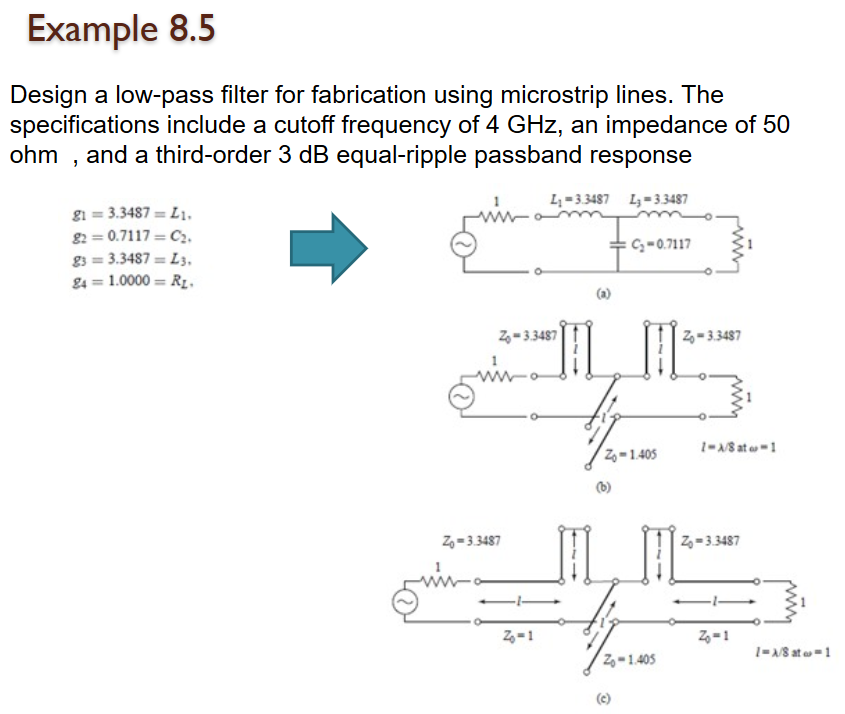 Example 8.5
Design a low-pass filter for fabrication using microstrip lines. The
specifications include a cutoff frequency of 4 GHz, an impedance of 50
ohm , and a third-order 3 dB equal-ripple passband response
g₁ = 3.3487 = L₁,
g₂ = 0.7117 = C₂,
g₃ = 3.3487 = L₃,
g₄ = 1.0000 = R_L,
1
L₁ = 3.3487 L₃ = 3.3487
C₂ = 0.7117
1
(a)
Z₀ = 3.3487 l l Z₀ = 3.3487
1
l
1
Z₀ = 1.405
l = λ/8 at ω = 1
(b)
Z₀ = 3.3487 l l Z₀ = 3.3487
1
l l
l
1
Z₀ = 1 Z₀ = 1
Z₀ = 1.405
l = λ/8 at ω = 1
(c)